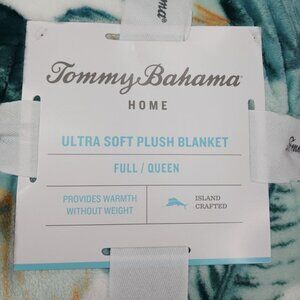 Tommy Bahama
HOME
ULTRA SOFT PLUSH BLANKET
FULL / QUEEN
PROVIDES WARMTH
WITHOUT WEIGHT
ISLAND
CRAFTED